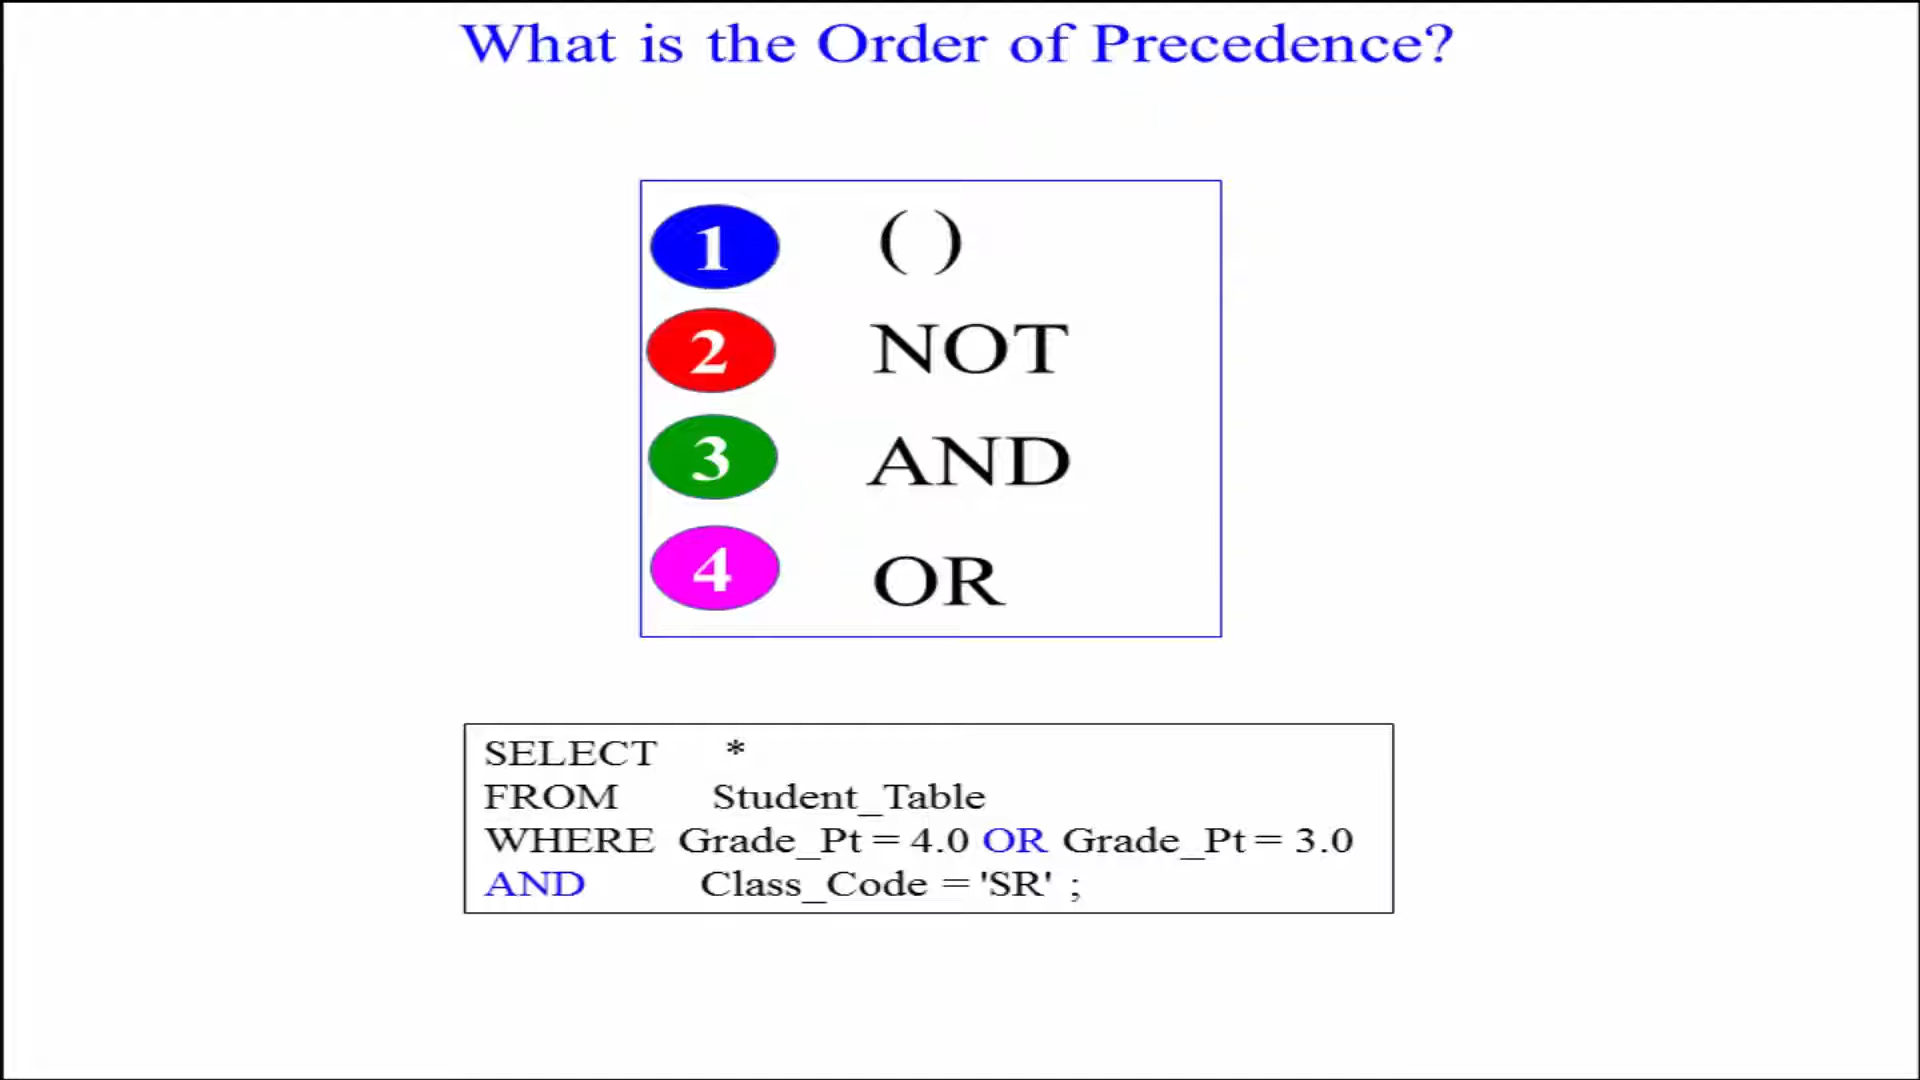 What is the Order of Precedence?
1 ( )
2 NOT
3 AND
4 OR
SELECT *
FROM Student_Table
WHERE Grade_Pt = 4.0 OR Grade_Pt = 3.0
AND Class_Code = 'SR' ;